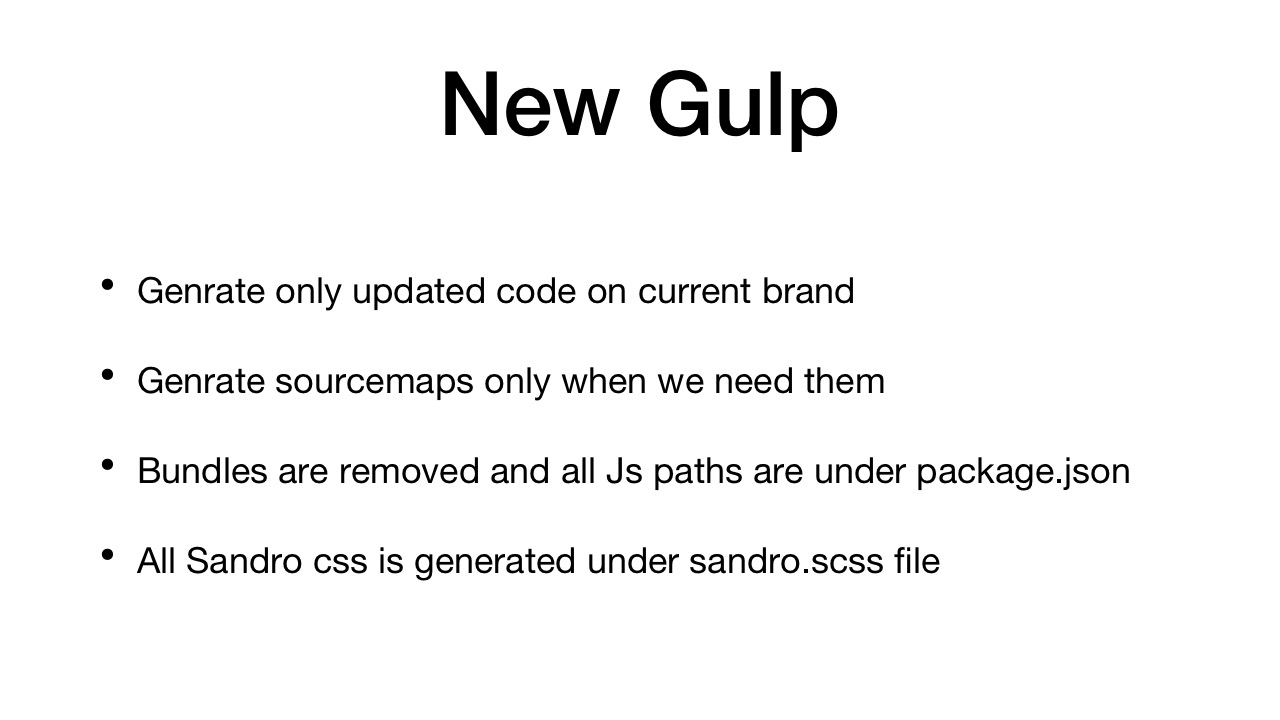 New Gulp
• Genrate only updated code on current brand
• Genrate sourcemaps only when we need them
• Bundles are removed and all Js paths are under package.json
• All Sandro css is generated under sandro.scss file